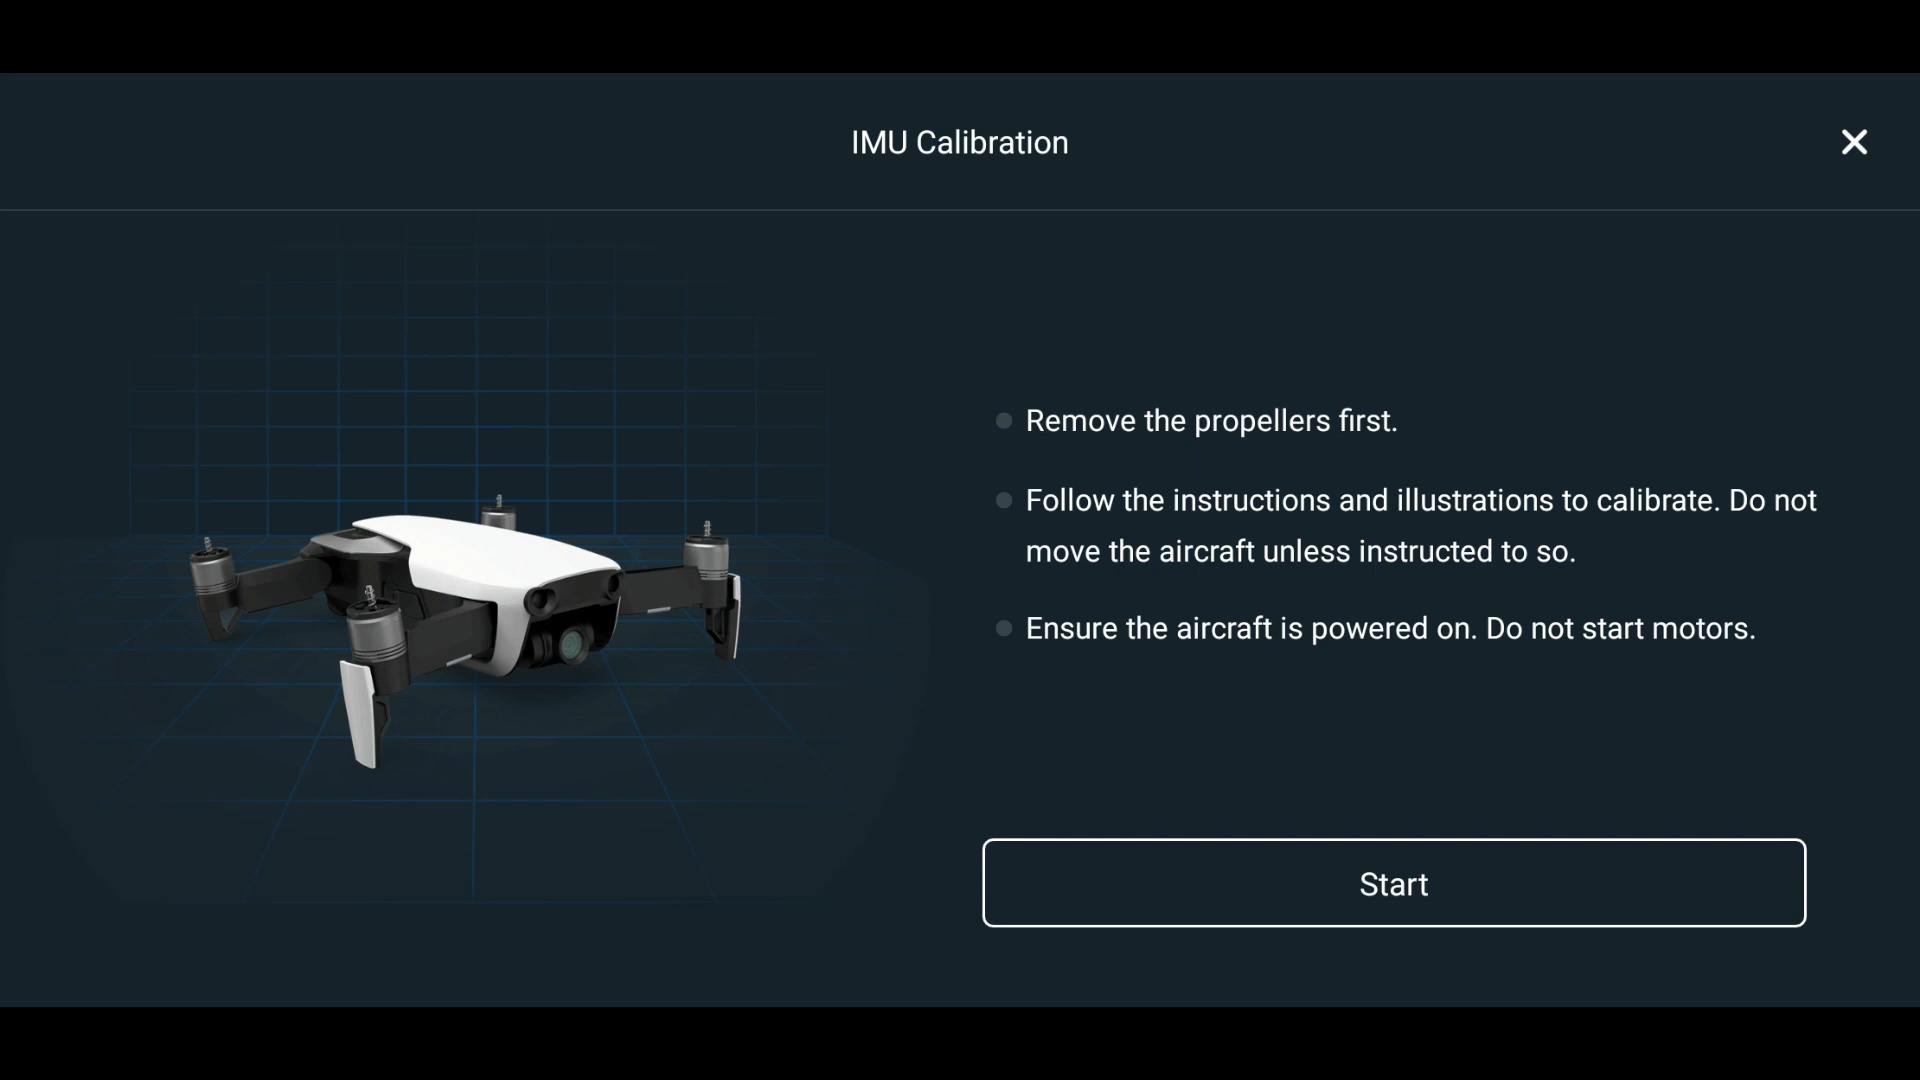 IMU Calibration
Remove the propellers first.
Follow the instructions and illustrations to calibrate. Do not
move the aircraft unless instructed to so.
Ensure the aircraft is powered on. Do not start motors.
Start